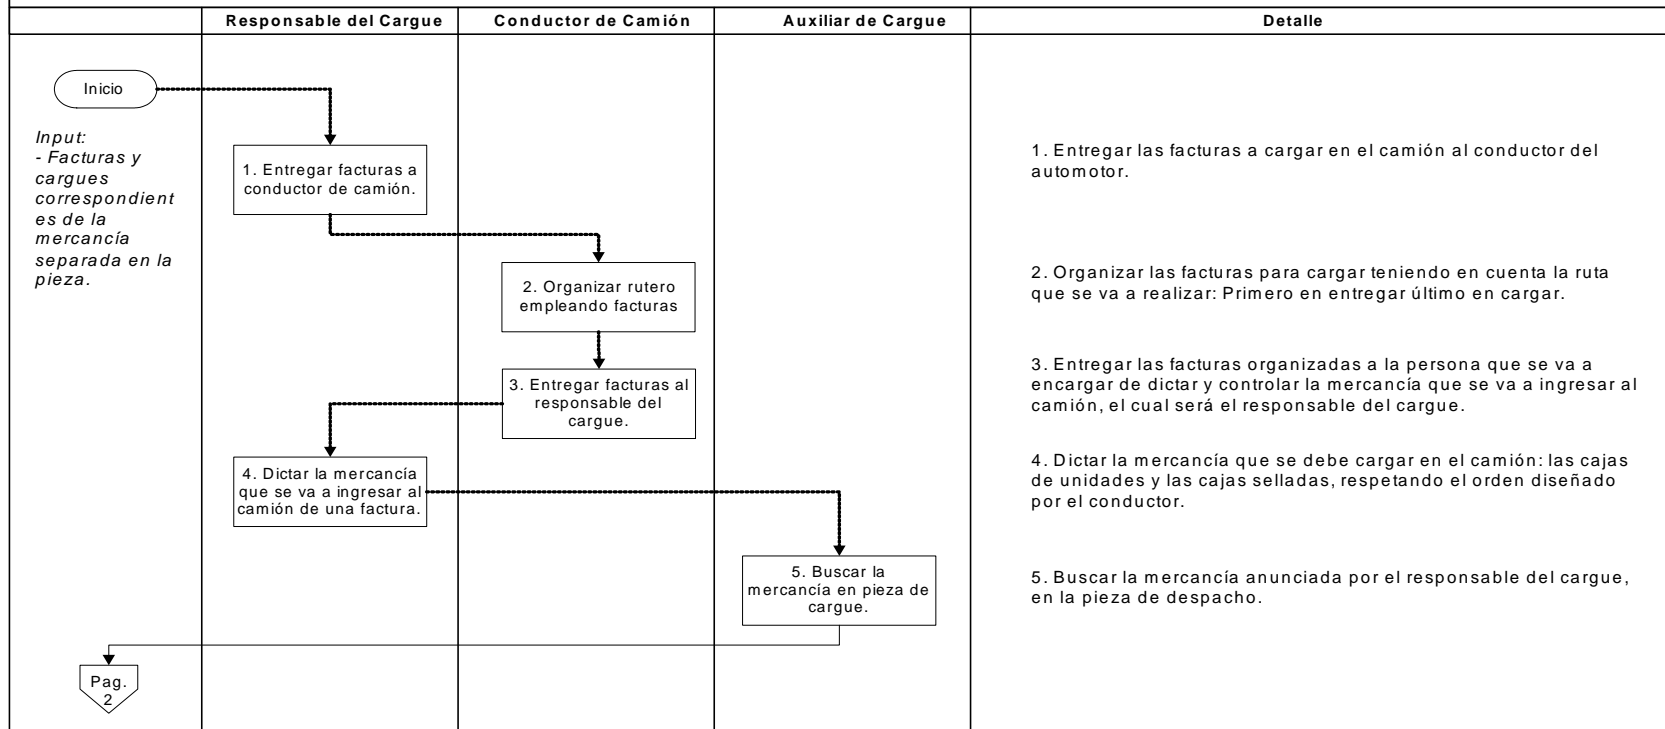 Responsable del Cargue
Conductor de Camión
Auxiliar de Cargue
Detalle
Inicio
Input:
- Facturas y
cargues
correspondient
es de la
mercancía
separada en la
pieza.
1. Entregar facturas a
conductor de camión.
1. Entregar las facturas a cargar en el camión al conductor del
automotor.
2. Organizar rutero
empleando facturas
2. Organizar las facturas para cargar teniendo en cuenta la ruta
que se va a realizar: Primero en entregar último en cargar.
3. Entregar facturas al
responsable del
cargue.
3. Entregar las facturas organizadas a la persona que se va a
encargar de dictar y controlar la mercancía que se va a ingresar al
camión, el cual será el responsable del cargue.
4. Dictar la mercancía
que se va a ingresar al
camión de una factura.
4. Dictar la mercancía que se debe cargar en el camión: las cajas
de unidades y las cajas selladas, respetando el orden diseñado
por el conductor.
5. Buscar la
mercancía en pieza de
cargue.
5. Buscar la mercancía anunciada por el responsable del cargue,
en la pieza de despacho.
Pag.
2